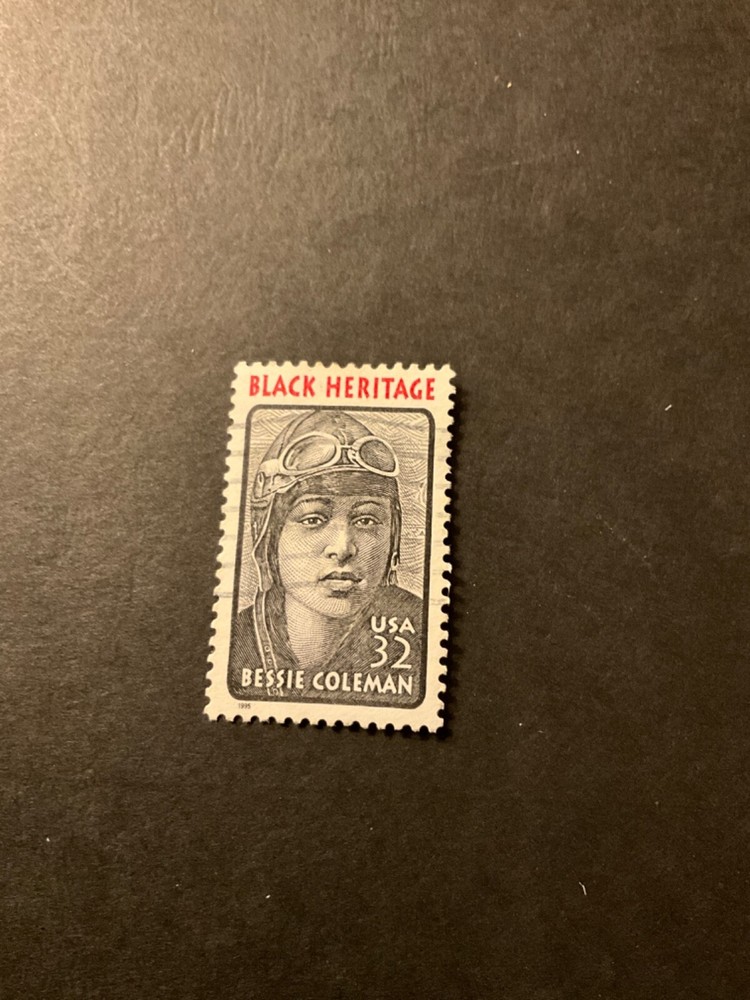 BLACK HERITAGE
USA
32
BESSIE COLEMAN
1995